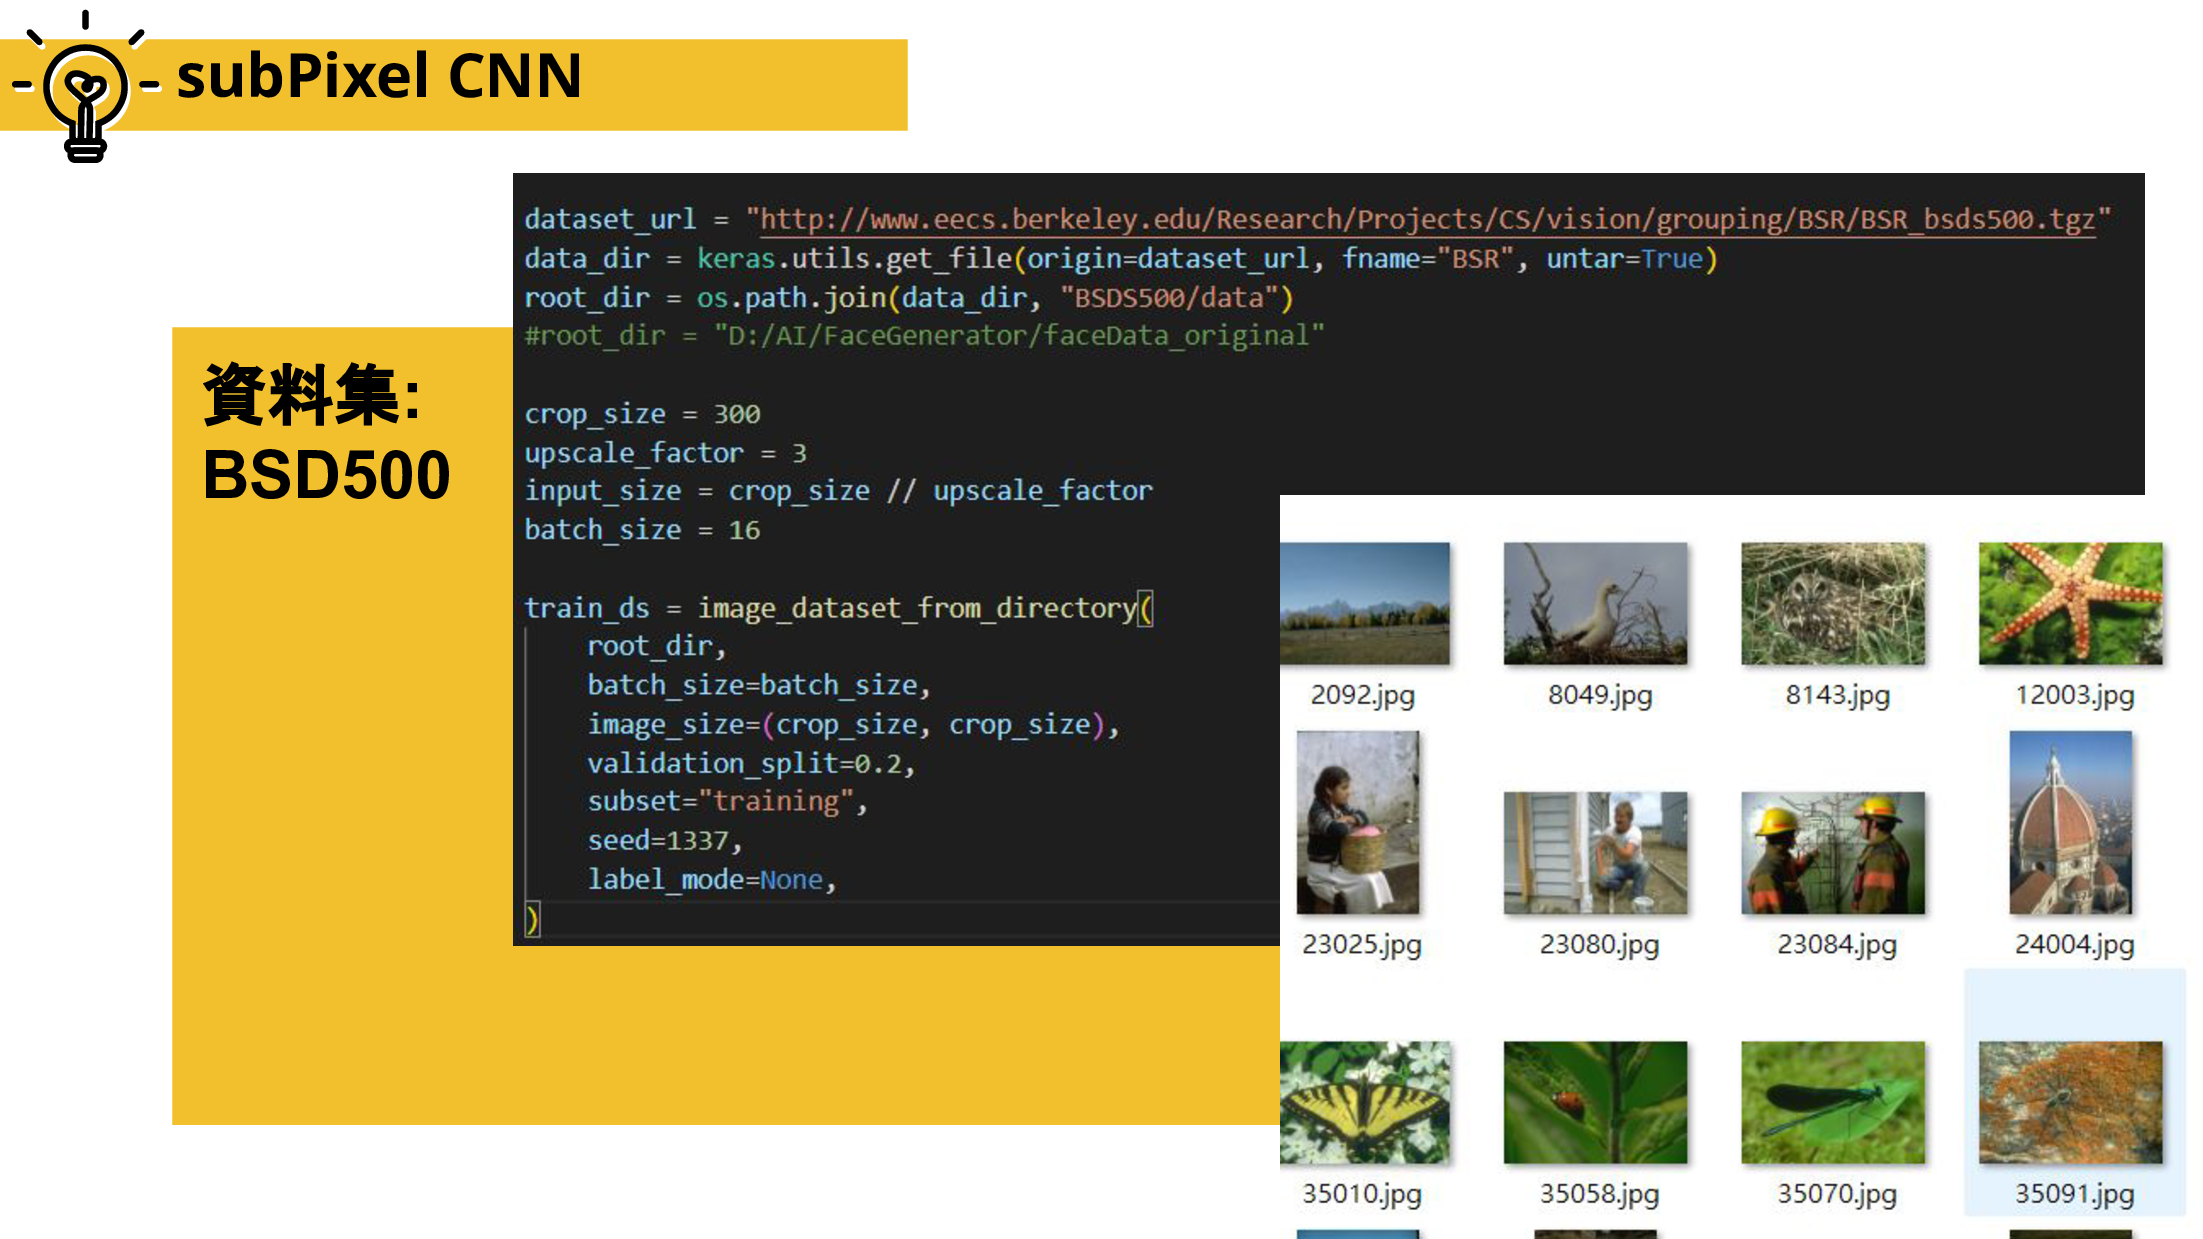 subPixel CNN
資料集:
BSD500
dataset_url = "http://www.eecs.berkeley.edu/Research/Projects/CS/vision/grouping/BSR/BSR_bsds500.tgz"
data_dir = keras.utils.get_file(origin=dataset_url, fname="BSR", untar=True)
root_dir = os.path.join(data_dir, "BSDS500/data")
#root_dir = "D:/AI/FaceGenerator/faceData_original"
crop_size = 300
upscale_factor = 3
input_size = crop_size // upscale_factor
batch_size = 16
train_ds = image_dataset_from_directory(
    root_dir,
    batch_size=batch_size,
    image_size=(crop_size, crop_size),
    validation_split=0.2,
    subset="training",
    seed=1337,
    label_mode=None,
)
2092.jpg 8049.jpg 8143.jpg 12003.jpg
23025.jpg 23080.jpg 23084.jpg 24004.jpg
35010.jpg 35058.jpg 35070.jpg 35091.jpg